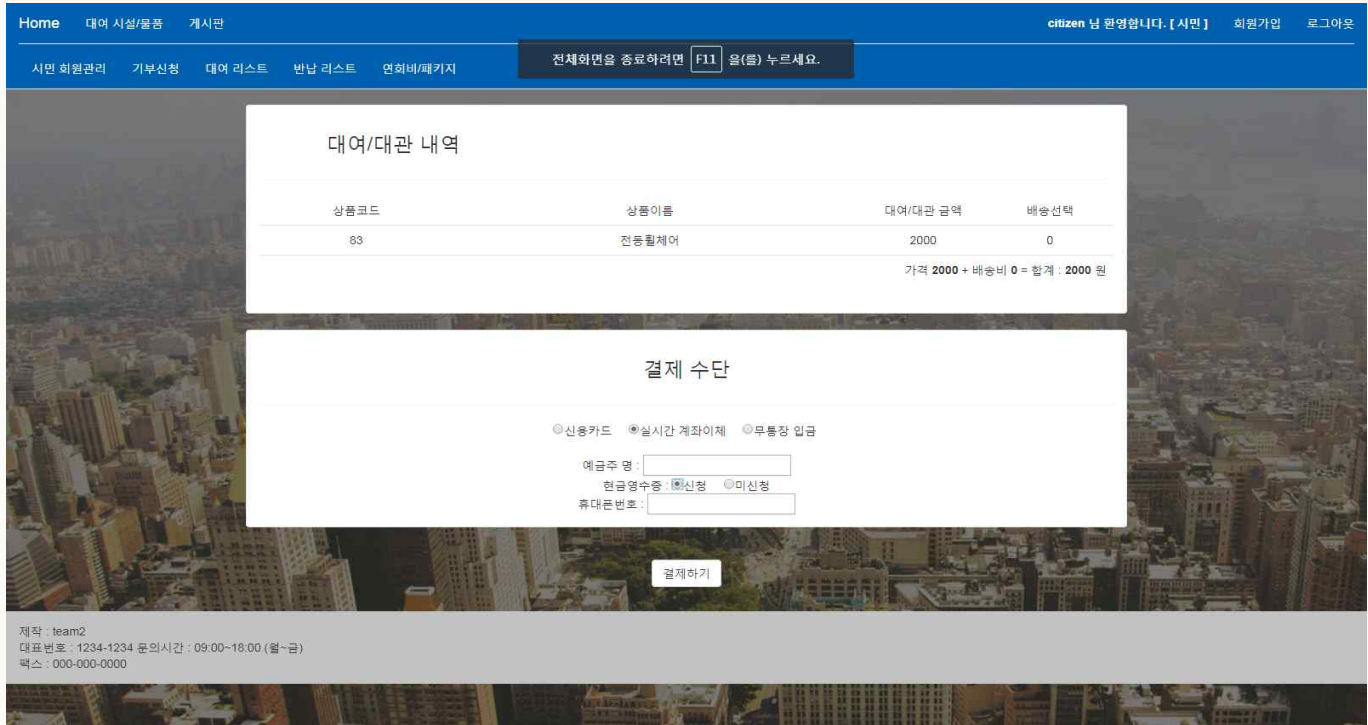 Home 대여 시설/물품 게시판 citizen 님 환영합니다. [ 시민 ] 회원가입 로그아웃
전체화면을 종료하려면 F11 을(를) 누르세요.
시민 회원관리 기부신청 대여 리스트 반납 리스트 연회비/패키지
대여/대관 내역
상품코드 상품이름 대여/대관 금액 배송선택
83 전동휠체어 2000 0
가격 2000 + 배송비 0 = 합계 : 2000 원
결제 수단
신용카드 실시간 계좌이체 무통장 입금
예금주 명 :
현금영수증 : 신청 미신청
휴대폰번호 :
결제하기
제작 : team2
대표번호 : 1234-1234 문의시간 : 09:00~18:00 (월~금)
팩스 : 000-000-0000